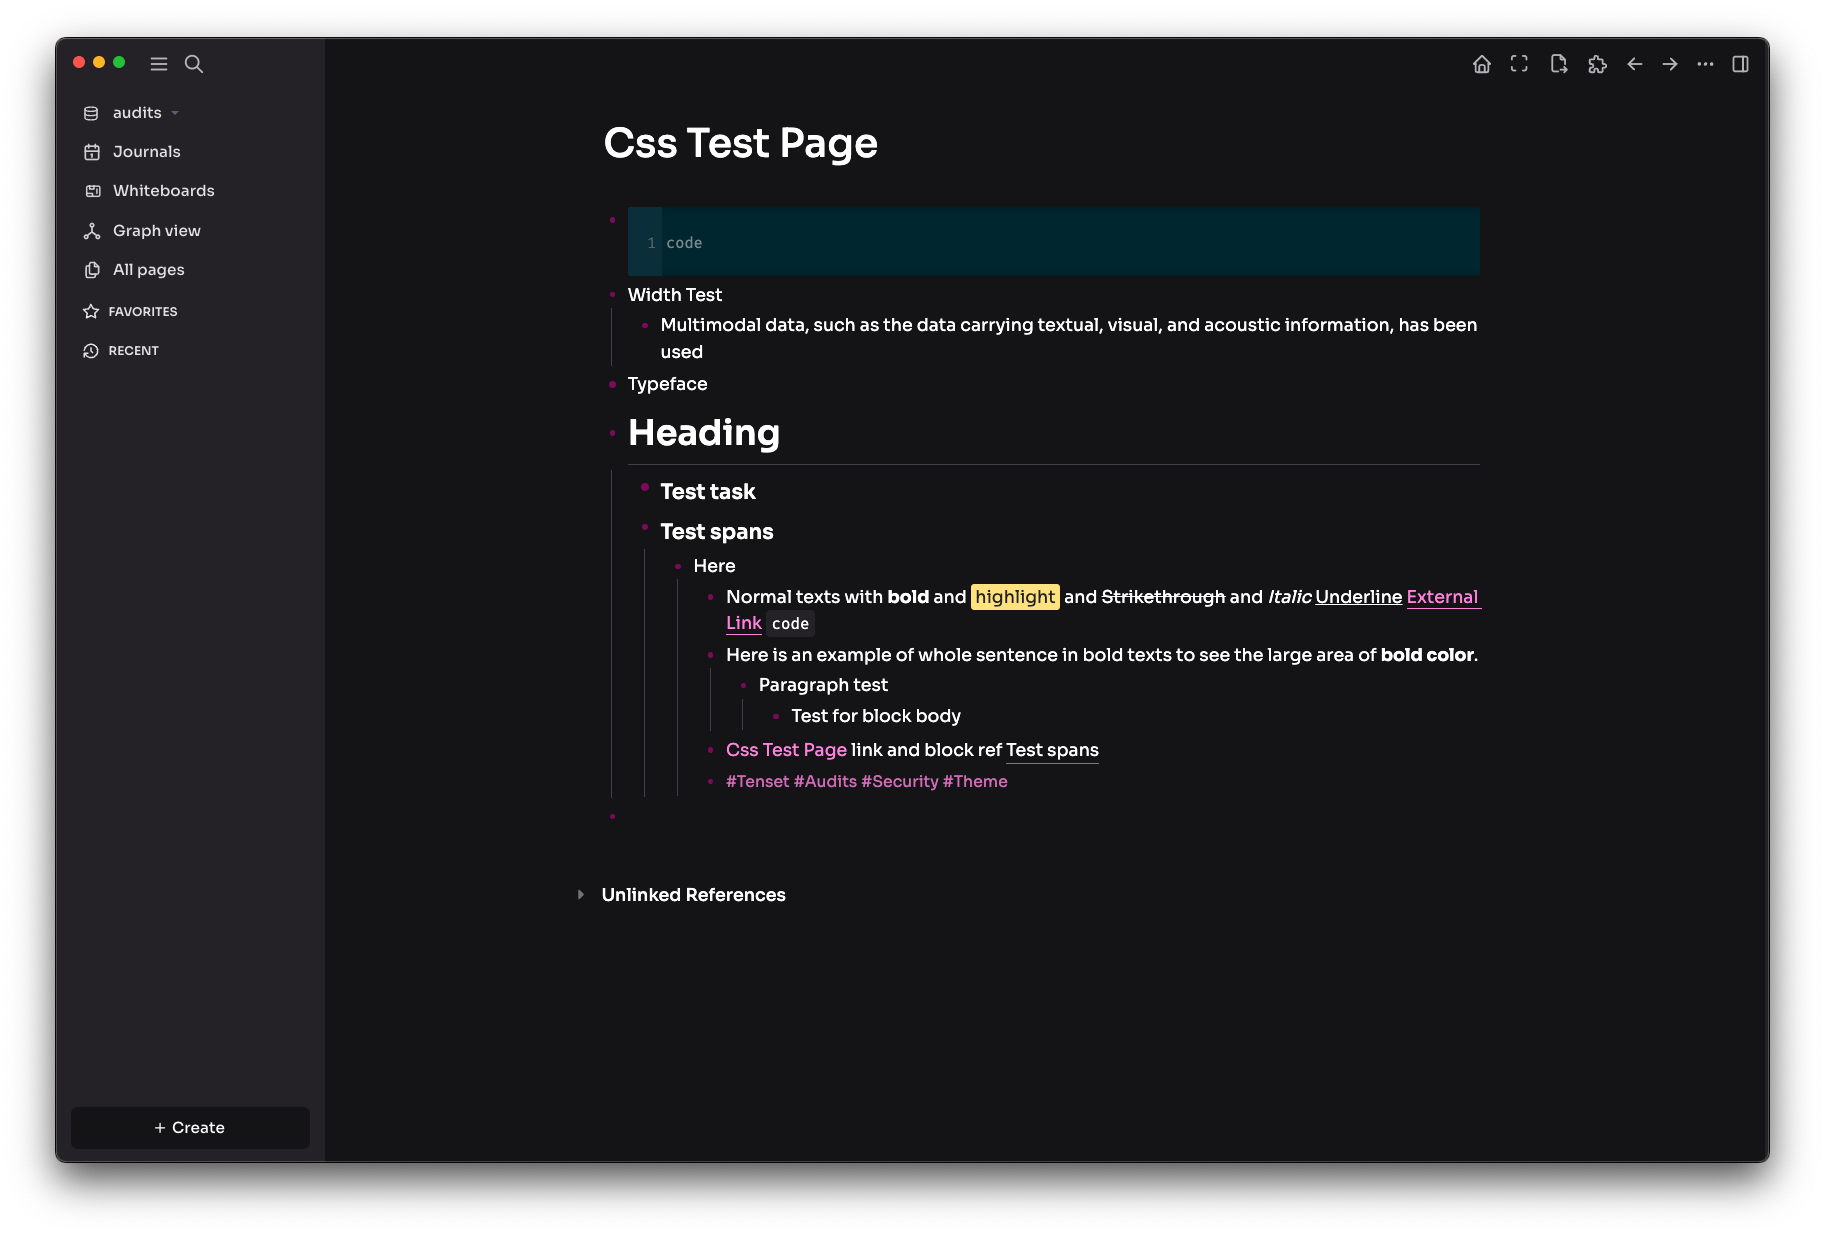 audits
Journals
Whiteboards
Graph view
All pages
FAVORITES
RECENT
+ Create
Css Test Page
1 code
Width Test
Multimodal data, such as the data carrying textual, visual, and acoustic information, has been
used
Typeface
Heading
Test task
Test spans
Here
Normal texts with bold and highlight and Strikethrough and Italic Underline External
Link code
Here is an example of whole sentence in bold texts to see the large area of bold color.
Paragraph test
Test for block body
Css Test Page link and block ref Test spans
#Tenset #Audits #Security #Theme
Unlinked References